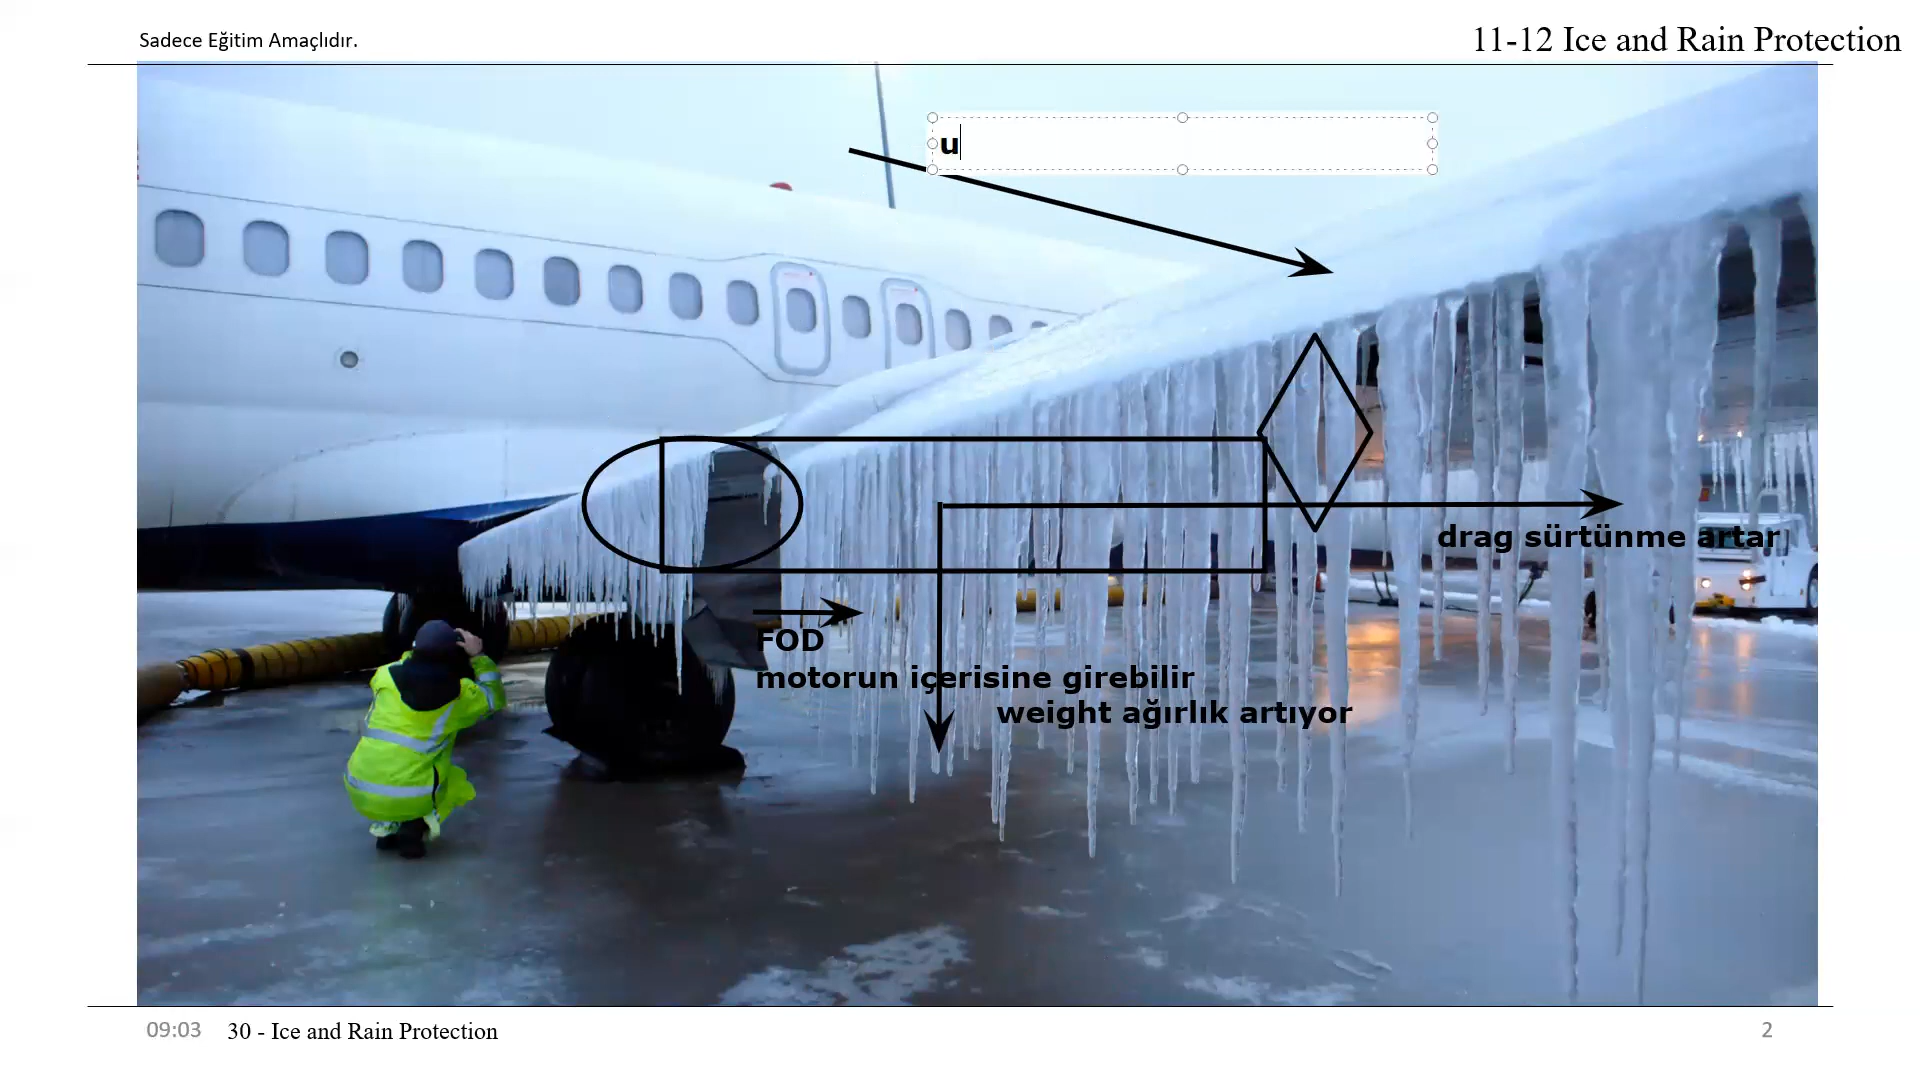 Sadece Eğitim Amaçlıdır.
11-12 Ice and Rain Protection
u
drag sürtünme artar
FOD
motorun içerisine girebilir
weight ağırlık artıyor
09:03
30 - Ice and Rain Protection
2